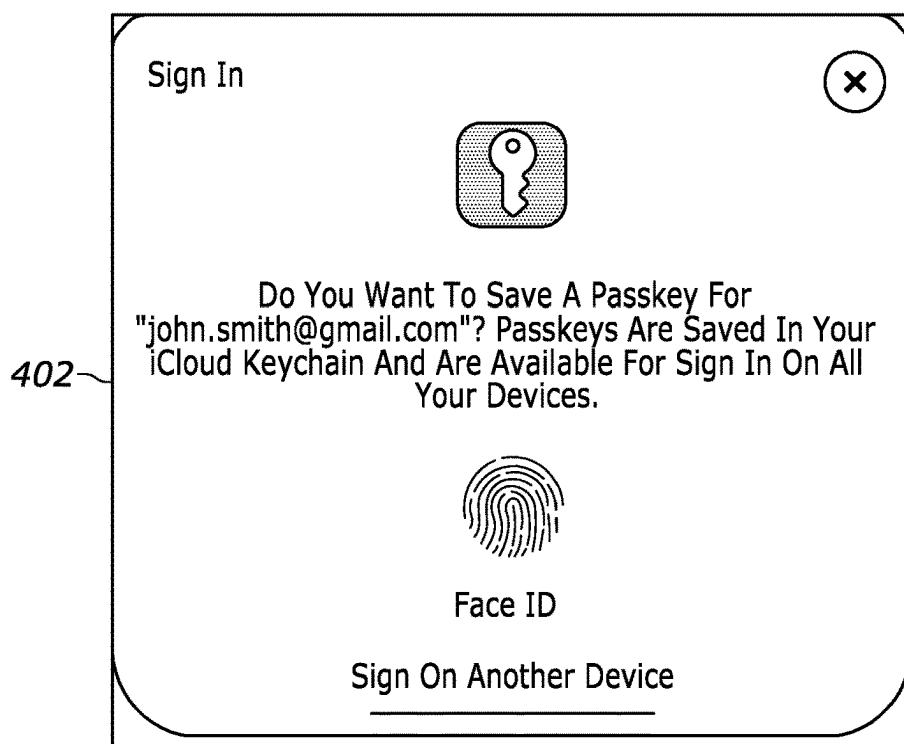 Sign In
Do You Want To Save A Passkey For
"john.smith@gmail.com"? Passkeys Are Saved In Your
iCloud Keychain And Are Available For Sign In On All
Your Devices.
402
Face ID
Sign On Another Device